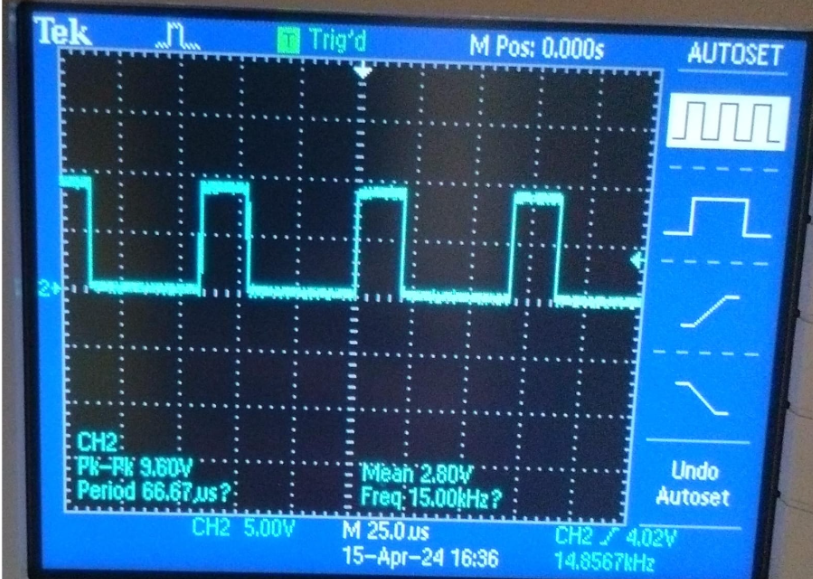 Tek T Trig'd M Pos: 0.000s AUTOSET
2
CH2
Pk-Pk 9.60V Mean 2.80V
Period 66.67µs? Freq 15.00kHz?
Undo
Autoset
CH2 5.00V M 25.0µs CH2 4.02V
15-Apr-24 16:36 14.8567kHz